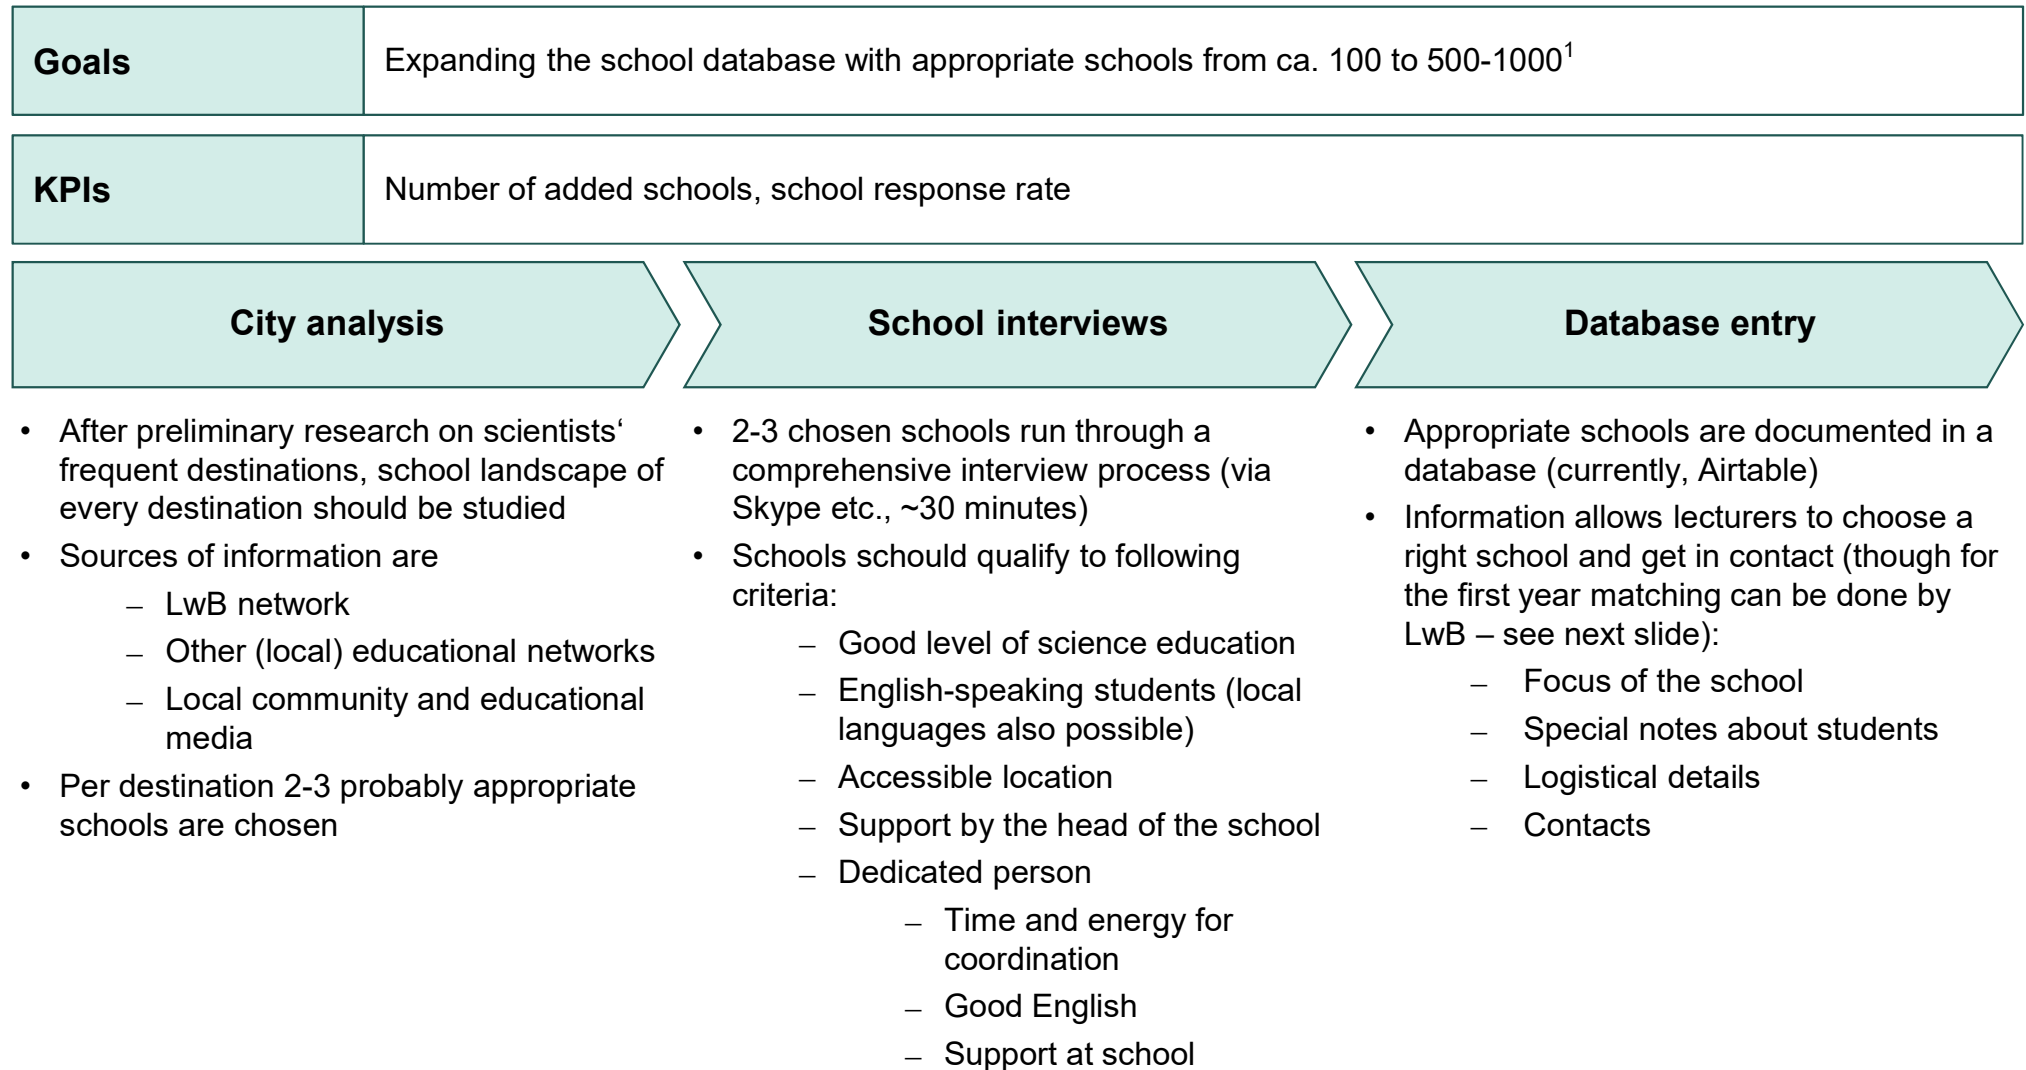 Goals
Expanding the school database with appropriate schools from ca. 100 to 500-1000¹
KPIs
Number of added schools, school response rate
City analysis
School interviews
Database entry
• After preliminary research on scientists‘
frequent destinations, school landscape of
every destination should be studied
• Sources of information are
– LwB network
– Other (local) educational networks
– Local community and educational
media
• Per destination 2-3 probably appropriate
schools are chosen
• 2-3 chosen schools run through a
comprehensive interview process (via
Skype etc., ~30 minutes)
• Schools schould qualify to following
criteria:
– Good level of science education
– English-speaking students (local
languages also possible)
– Accessible location
– Support by the head of the school
– Dedicated person
– Time and energy for
coordination
– Good English
– Support at school
• Appropriate schools are documented in a
database (currently, Airtable)
• Information allows lecturers to choose a
right school and get in contact (though for
the first year matching can be done by
LwB – see next slide):
– Focus of the school
– Special notes about students
– Logistical details
– Contacts